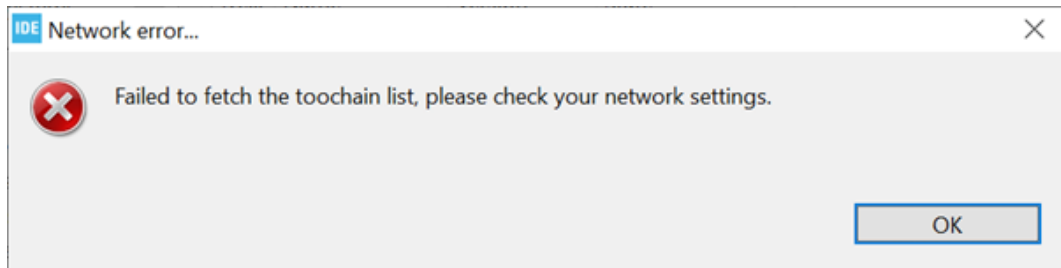 IDE Network error...
Failed to fetch the toochain list, please check your network settings.
OK